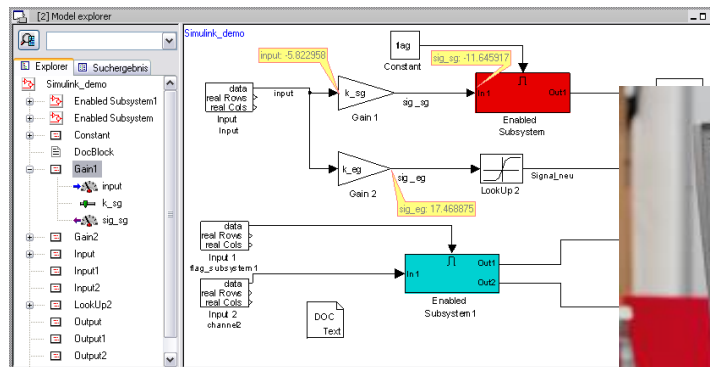 [2] Model explorer
Explorer
Suchergebnis
Simulink_demo
Enabled Subsystem1
Enabled Subsystem
Constant
DocBlock
Gain1
input
k_sg
sig_sg
Gain2
Input
Input1
Input2
LookUp2
Output
Output1
Output2
Simulink_demo
flag
Constant
input: -5.822958
sig_sg: -11.645917
data
real Rows
real Cols
Input
Input
input
k_sg
Gain 1
sig_sg
In1
Out1
Enabled
Subsystem
k_eg
Gain 2
sig_eg
sig_eg: 17.468875
LookUp 2
Signal_neu
data
real Rows
real Cols
Input 1
flag_subsystem1
data
real Rows
real Cols
Input 2
channel2
In1
Out1
Out2
Enabled
Subsystem1
DOC
Text